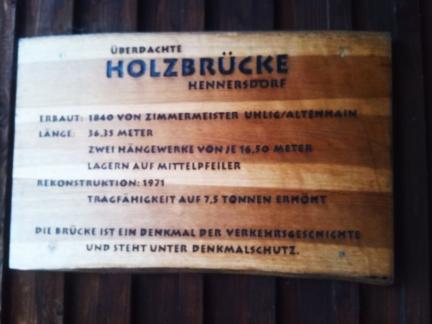 ÜBERDACHTE
HOLZBRÜCKE
HENNERSDORF
ERBAUT: 1840 VON ZIMMERMEISTER UHLIG/ALTENHAIN
LÄNGE: 36,35 METER
ZWEI HÄNGEWERKE VON JE 16,50 METER
LAGERN AUF MITTELPFEILER
REKONSTRUKTION: 1971
TRAGFÄHIGKEIT AUF 7,5 TONNEN ERHÖHT
DIE BRÜCKE IST EIN DENKMAL DER VERKEHRSGESCHICHTE
UND STEHT UNTER DENKMALSCHUTZ.